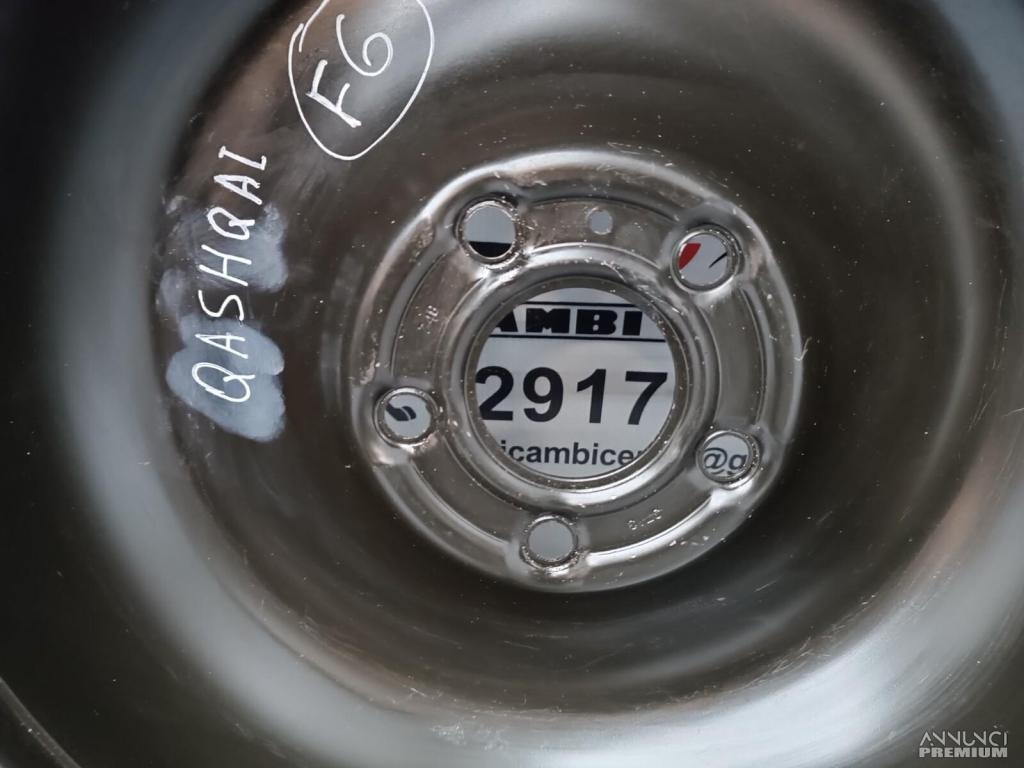 F6
QASHQAI
AMBI
2917
icambice
@g
ANNUNCI
PREMIUM